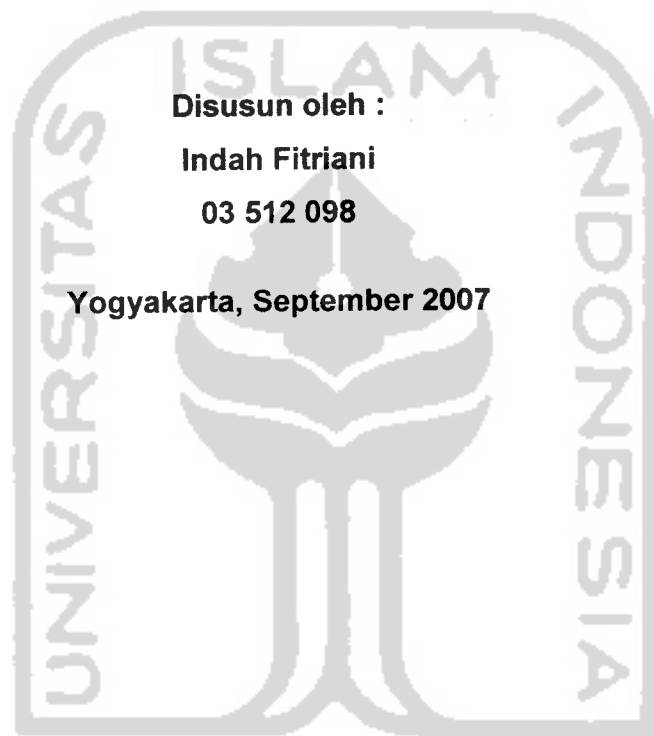 UNIVERSITAS ISLAM INDONESIA
Disusun oleh :
Indah Fitriani
03 512 098
Yogyakarta, September 2007